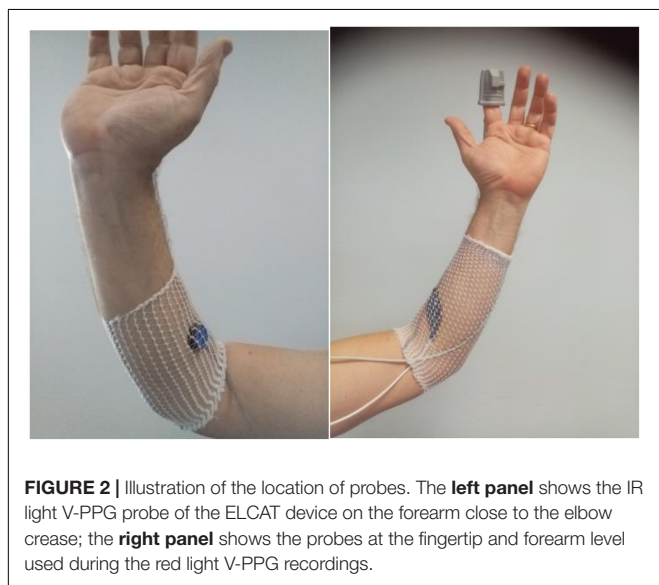 FIGURE 2 | Illustration of the location of probes. The left panel shows the IR
light V-PPG probe of the ELCAT device on the forearm close to the elbow
crease; the right panel shows the probes at the fingertip and forearm level
used during the red light V-PPG recordings.